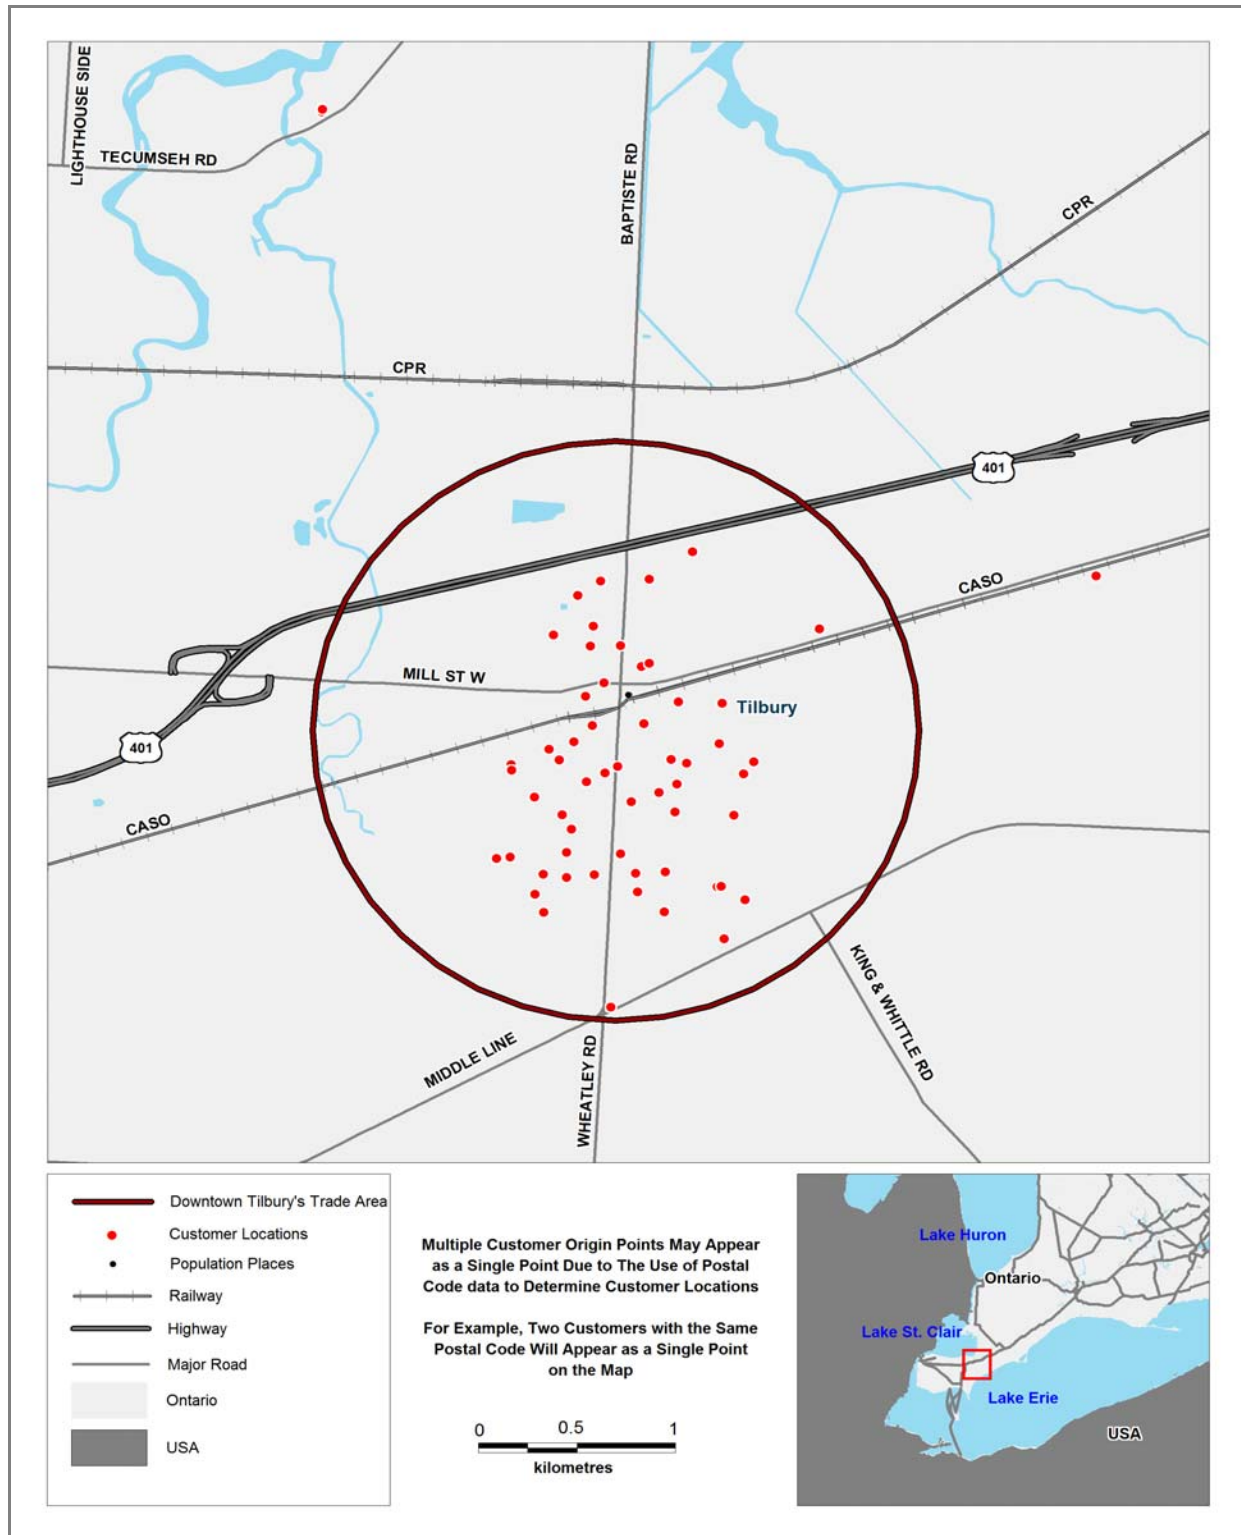 LIGHTHOUSE SIDE
TECUMSEH RD
BAPTISTE RD
CPR
CPR
401
CASO
MILL ST W
Tilbury
401
CASO
KING & WHITTLE RD
MIDDLE LINE
WHEATLEY RD
Downtown Tilbury's Trade Area
Customer Locations
Population Places
Railway
Highway
Major Road
Ontario
USA
Multiple Customer Origin Points May Appear
as a Single Point Due to The Use of Postal
Code data to Determine Customer Locations
For Example, Two Customers with the Same
Postal Code Will Appear as a Single Point
on the Map
0 0.5 1
kilometres
Lake Huron
Ontario
Lake St. Clair
Lake Erie
USA